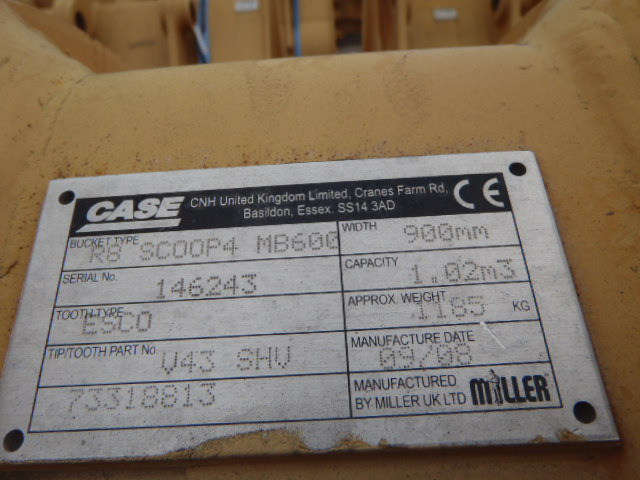 CASE CNH United Kingdom Limited, Cranes Farm Rd,
Basildon, Essex. SS14 3AD CE
BUCKET TYPE R8 SCOOP4 MB600
WIDTH 900mm
SERIAL No. 146243
CAPACITY 1.02m3
TOOTH TYPE ESCO
APPROX. WEIGHT 1185 KG
TIP/TOOTH PART No. V43 SHV
MANUFACTURE DATE 09/08
73318813
MANUFACTURED
BY MILLER UK LTD MILLER